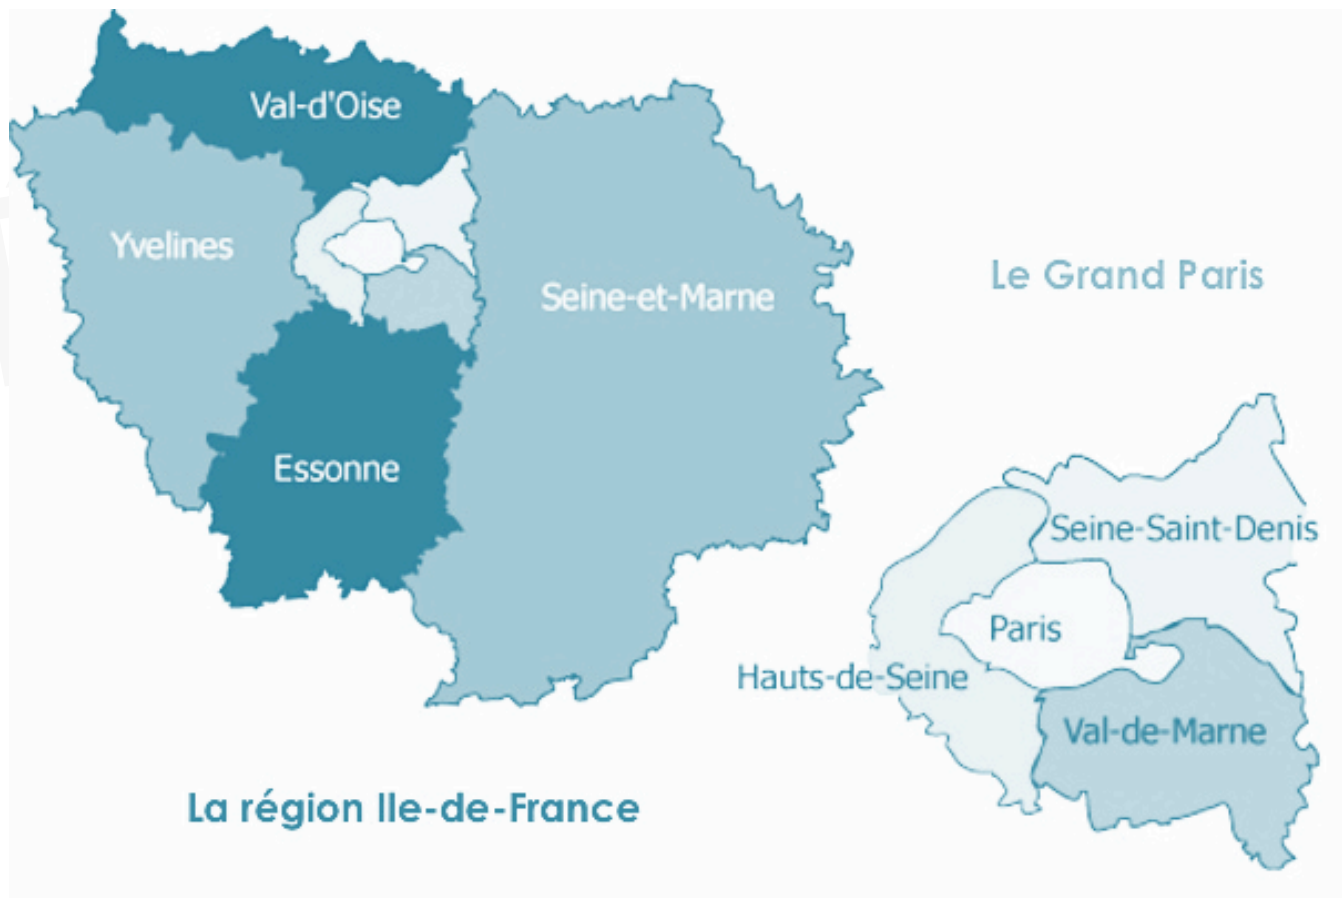 Val-d'Oise
Yvelines
Seine-et-Marne
Le Grand Paris
Essonne
Seine-Saint-Denis
Paris
Hauts-de-Seine
Val-de-Marne
La région Ile-de-France